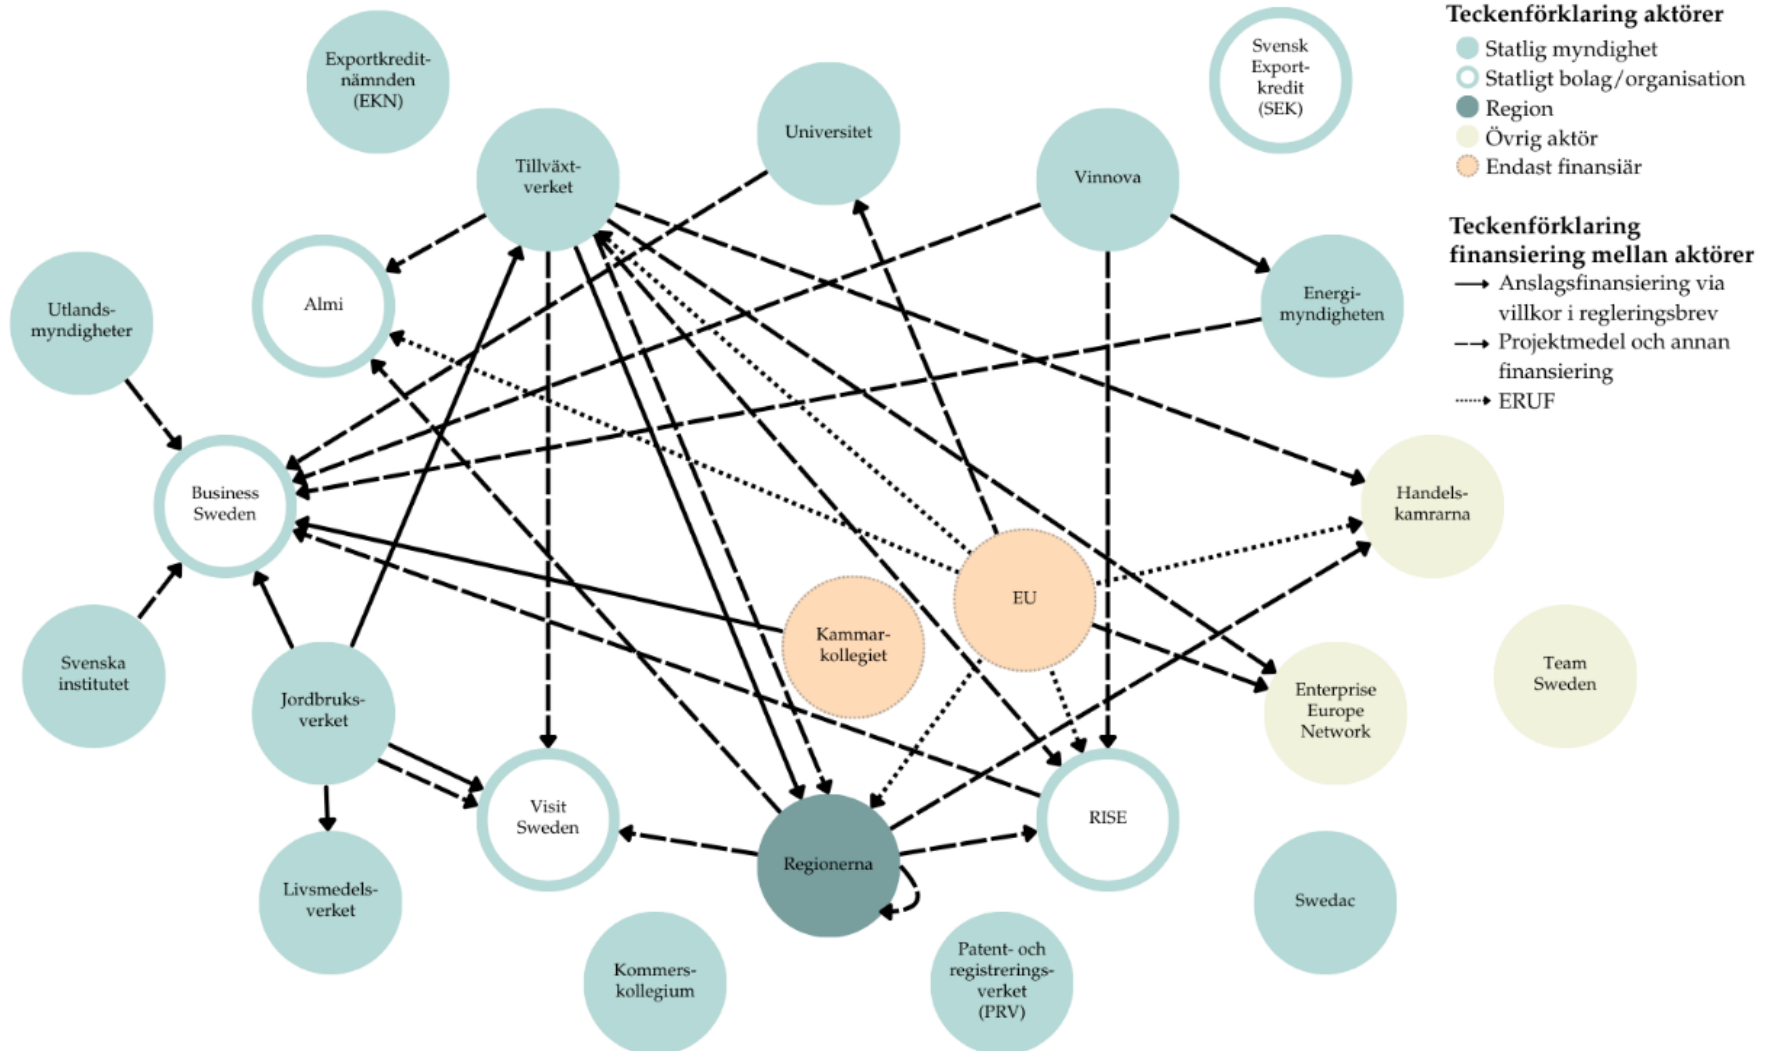 Exportkredit-
nämnden
(EKN)
Svensk
Export-
kredit
(SEK)
Universitet
Tillväxt-
verket
Vinnova
Utlands-
myndigheter
Almi
Energi-
myndigheten
Business
Sweden
Handels-
kamrarna
EU
Kammar-
kollegiet
Svenska
institutet
Jordbruks-
verket
Enterprise
Europe
Network
Team
Sweden
Visit
Sweden
Regionerna
RISE
Livsmedels-
verket
Swedac
Kommers-
kollegium
Patent- och
registrerings-
verket
(PRV)
Teckenförklaring aktörer
Statlig myndighet
Statligt bolag/organisation
Region
Övrig aktör
Endast finansiär
Teckenförklaring
finansiering mellan aktörer
Anslagsfinansiering via
villkor i regleringsbrev
Projektmedel och annan
finansiering
ERUF